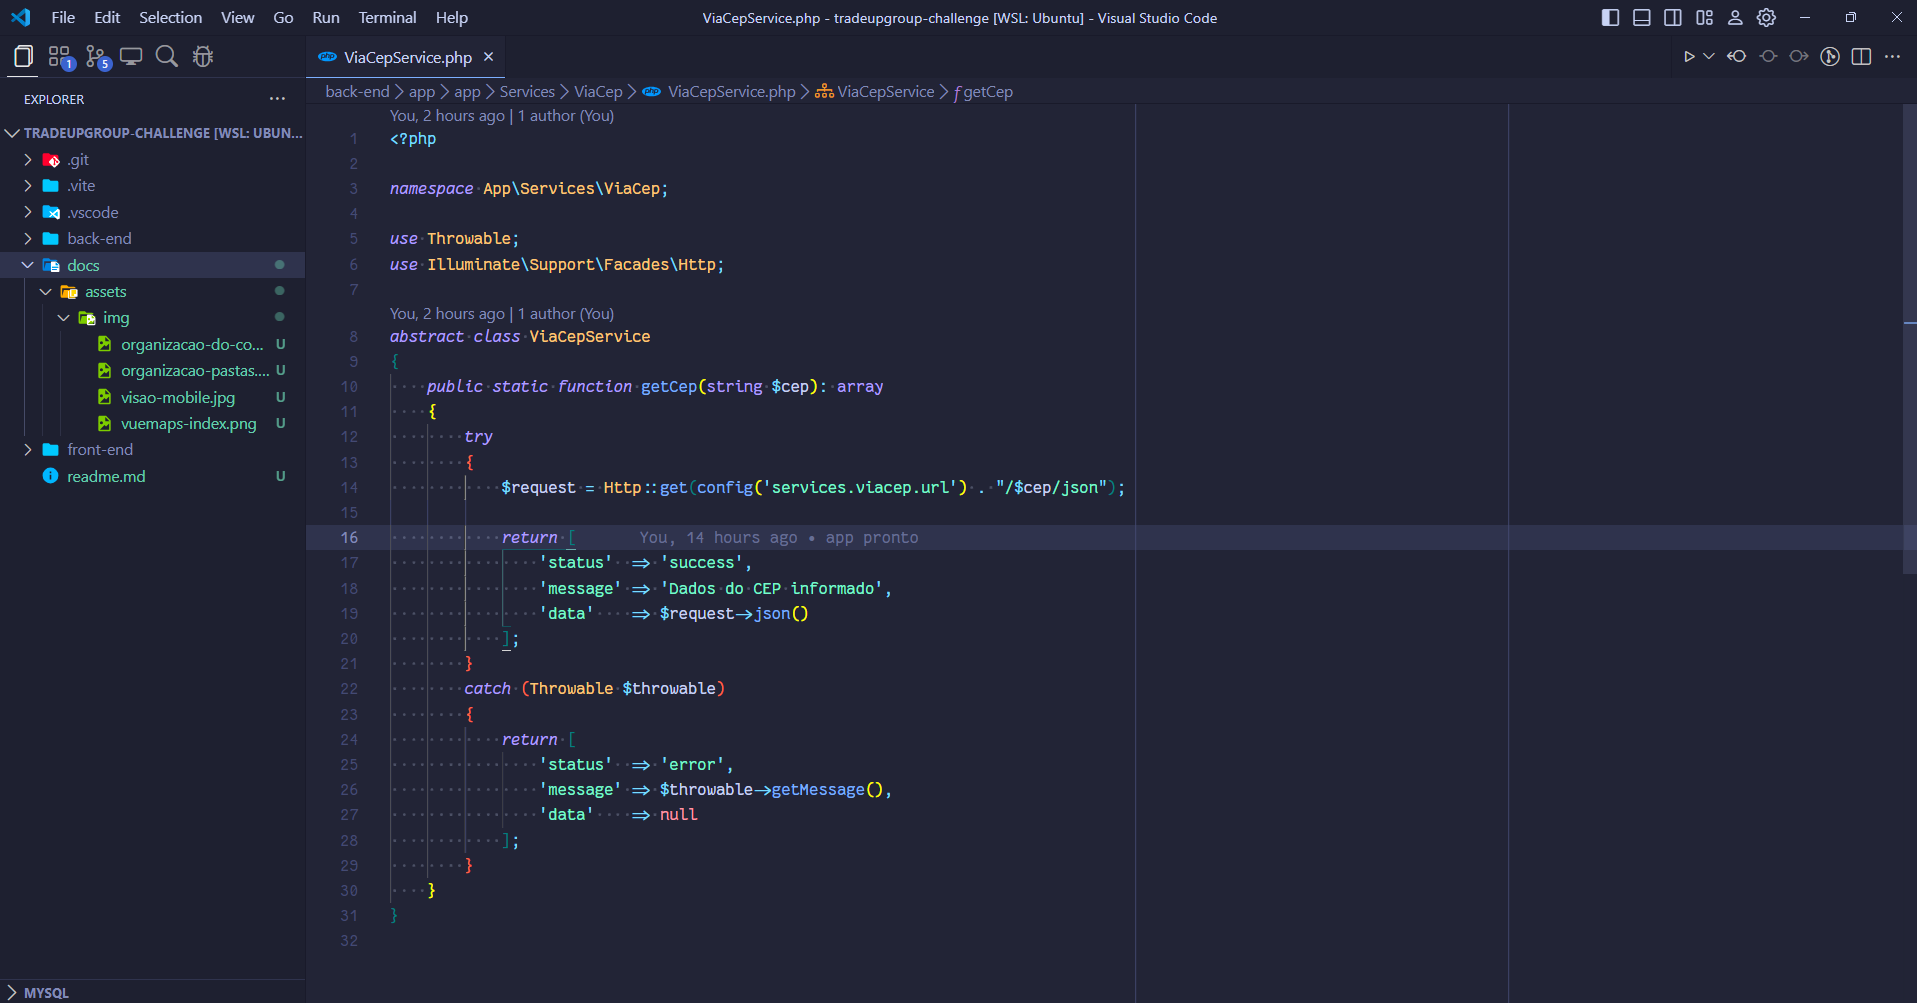 File Edit Selection View Go Run Terminal Help
ViaCepService.php - tradeupgroup-challenge [WSL: Ubuntu] - Visual Studio Code
1 5
EXPLORER ...
TRADEUPGROUP-CHALLENGE [WSL: UBUN...
.git
.vite
.vscode
back-end
docs
assets
img
organizacao-do-co... U
organizacao-pastas.... U
visao-mobile.jpg U
vuemaps-index.png U
front-end
readme.md U
MYSQL
php ViaCepService.php
back-end > app > app > Services > ViaCep > php ViaCepService.php > ViaCepService > ƒ getCep
You, 2 hours ago | 1 author (You)
1 <?php
2
3 namespace App\Services\ViaCep;
4
5 use Throwable;
6 use Illuminate\Support\Facades\Http;
7
You, 2 hours ago | 1 author (You)
8 abstract class ViaCepService
9 {
10     public static function getCep(string $cep): array
11     {
12         try
13         {
14             $request = Http::get(config('services.viacep.url') . "/$cep/json");
15
16             return [ You, 14 hours ago • app pronto
17                 'status'  => 'success',
18                 'message' => 'Dados do CEP informado',
19                 'data'    => $request->json()
20             ];
21         }
22         catch (Throwable $throwable)
23         {
24             return [
25                 'status'  => 'error',
26                 'message' => $throwable->getMessage(),
27                 'data'    => null
28             ];
29         }
30     }
31 }
32